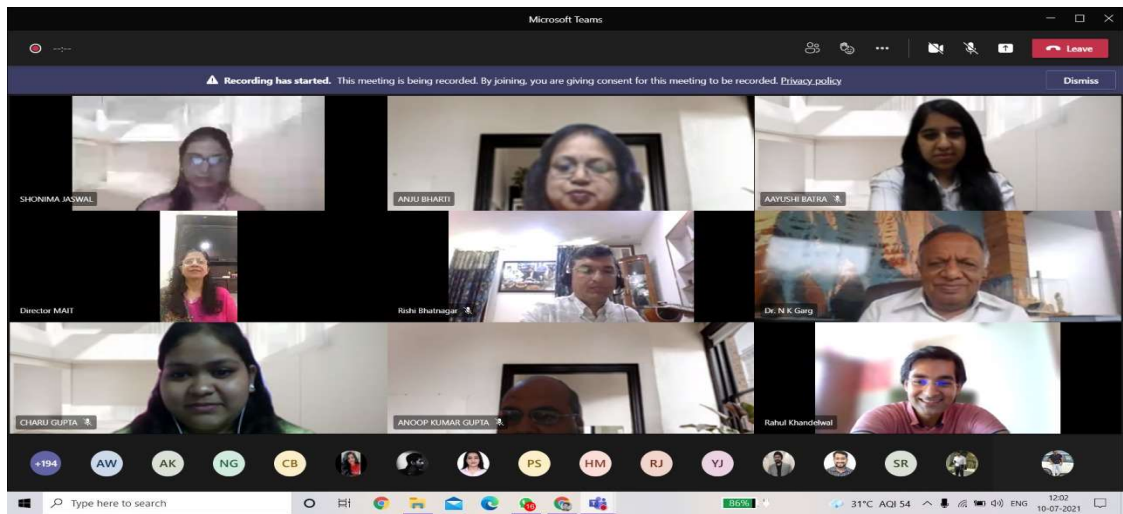 Microsoft Teams
--:--
Leave
Recording has started. This meeting is being recorded. By joining, you are giving consent for this meeting to be recorded. Privacy policy
Dismiss
SHONIMA JASWAL
ANJU BHARTI
AAYUSHI BATRA
Director MAIT
Rishi Bhatnagar
Dr. N K Garg
CHARU GUPTA
ANOOP KUMAR GUPTA
Rahul Khandelwal
+194 AW AK NG CB PS HM RJ YJ SR
Type here to search
86%
31°C AQI 54
ENG
12:02
10-07-2021